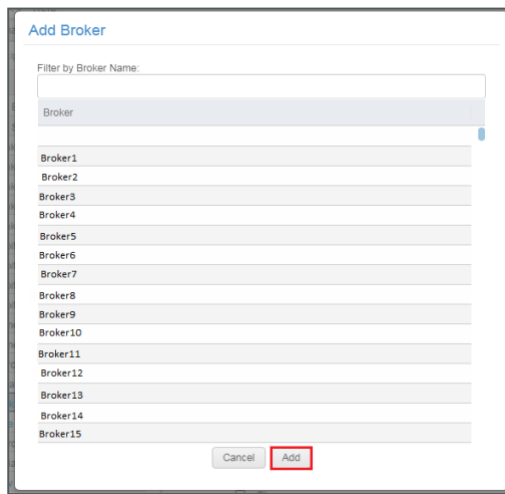 Add Broker
Filter by Broker Name:
Broker
Broker1
Broker2
Broker3
Broker4
Broker5
Broker6
Broker7
Broker8
Broker9
Broker10
Broker11
Broker12
Broker13
Broker14
Broker15
Cancel Add